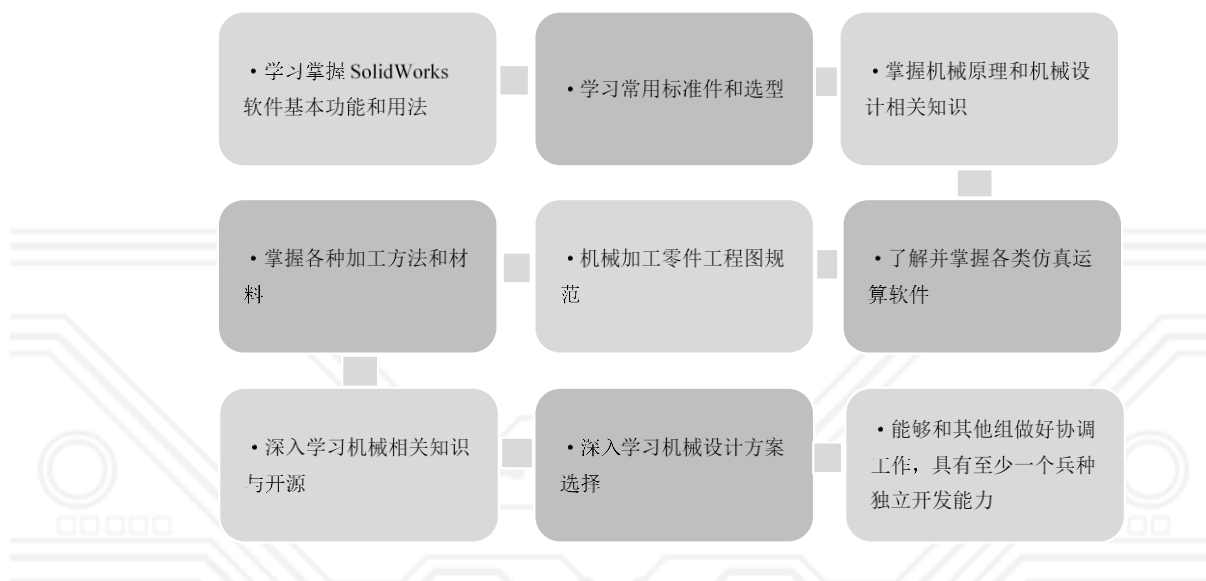 • 学习掌握 SolidWorks
软件基本功能和用法
• 学习常用标准件和选型
• 掌握机械原理和机械设
计相关知识
• 掌握各种加工方法和材
料
• 机械加工零件工程图规
范
• 了解并掌握各类仿真运
算软件
• 深入学习机械相关知识
与开源
• 深入学习机械设计方案
选择
• 能够和其他组做好协调
工作，具有至少一个兵种
独立开发能力